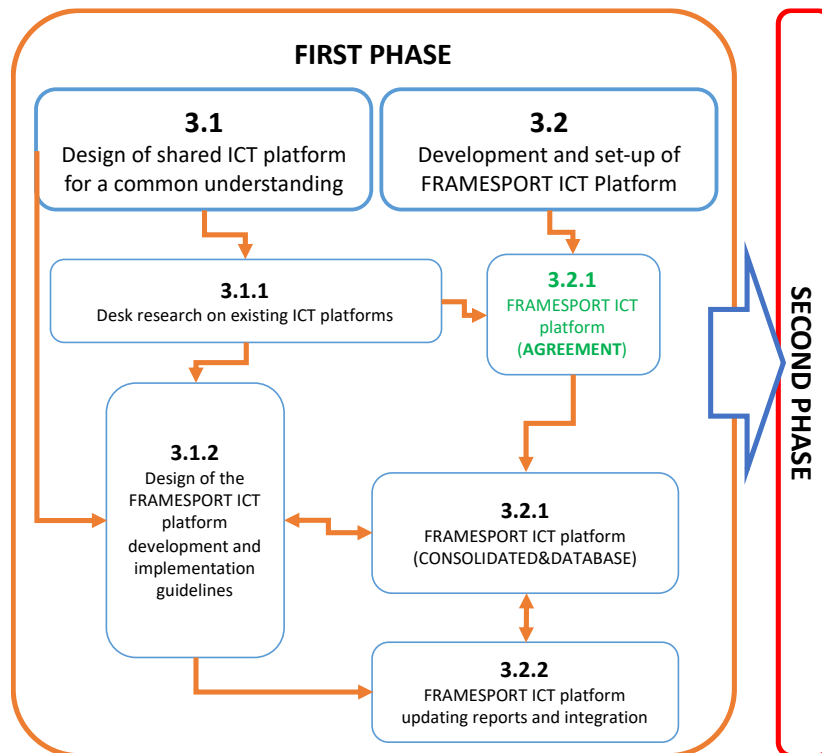 FIRST PHASE
3.1
Design of shared ICT platform
for a common understanding
3.2
Development and set-up of
FRAMESPORT ICT Platform
3.1.1
Desk research on existing ICT platforms
3.2.1
FRAMESPORT ICT
platform
(AGREEMENT)
3.1.2
Design of the
FRAMESPORT ICT
platform
development and
implementation
guidelines
3.2.1
FRAMESPORT ICT platform
(CONSOLIDATED&DATABASE)
3.2.2
FRAMESPORT ICT platform
updating reports and integration
SECOND PHASE